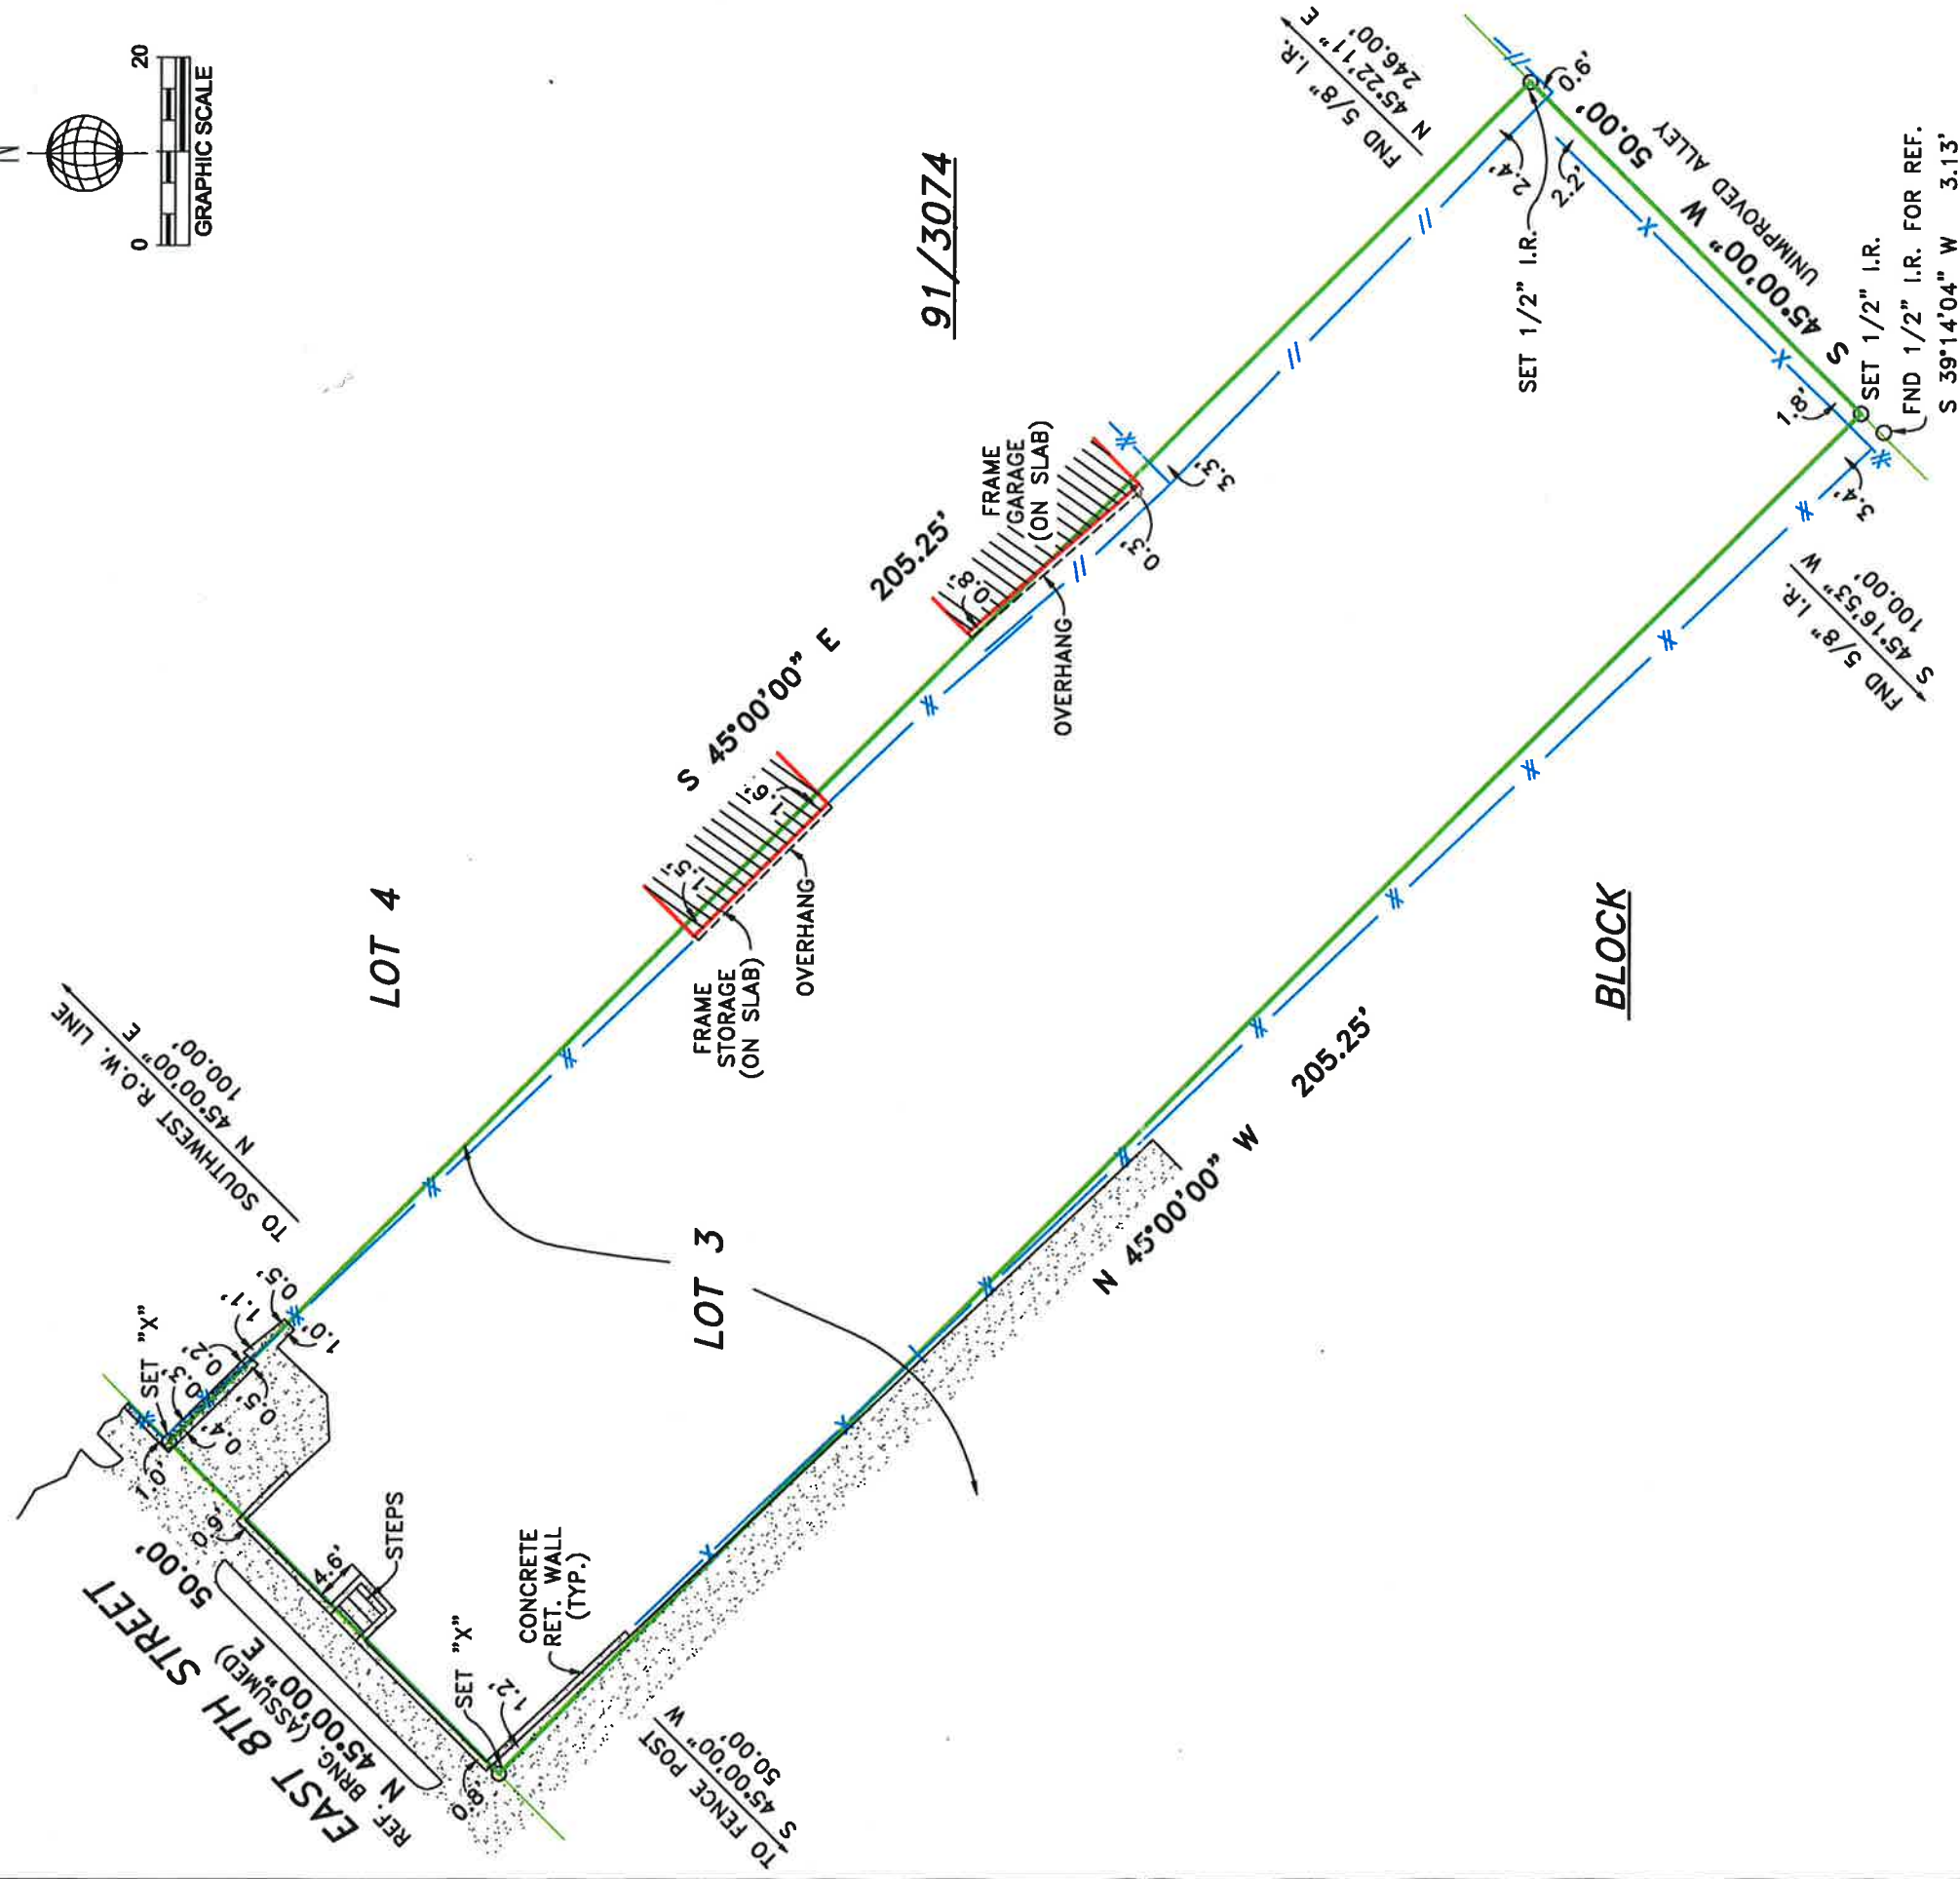 N
0 20
GRAPHIC SCALE
FND 5/8" I.R.
N 45°22'11" E
246.00'
91/3074
0.6'
2.4'
2.2'
SET 1/2" I.R.
50.00'
S 45°00'00" W
UNIMPROVED ALLEY
SET 1/2" I.R.
FND 1/2" I.R. FOR REF.
S 39°14'04" W 3.13'
1.8'
3.4'
FND 5/8" I.R.
S 45°16'53" W
100.00'
FRAME
GARAGE
(ON SLAB)
3.3'
0.3'
0.8'
OVERHANG
S 45°00'00" E 205.25'
1.6'
1.5'
OVERHANG
FRAME
STORAGE
(ON SLAB)
LOT 4
TO SOUTHWEST R.O.W. LINE
N 45°00'00" E
100.00'
LOT 3
BLOCK
N 45°00'00" W 205.25'
SET "X"
0.5'
1.1'
0.2'
0.3'
1.0'
0.5'
0.4'
1.0'
0.9'
4.6'
STEPS
CONCRETE
RET. WALL
(TYP.)
SET "X"
1.2'
0.8'
50.00'
EAST 8TH STREET
REF. BRNG. (ASSUMED)
N 45°00'00" E
TO FENCE POST
S 45°00'00" W
50.00'